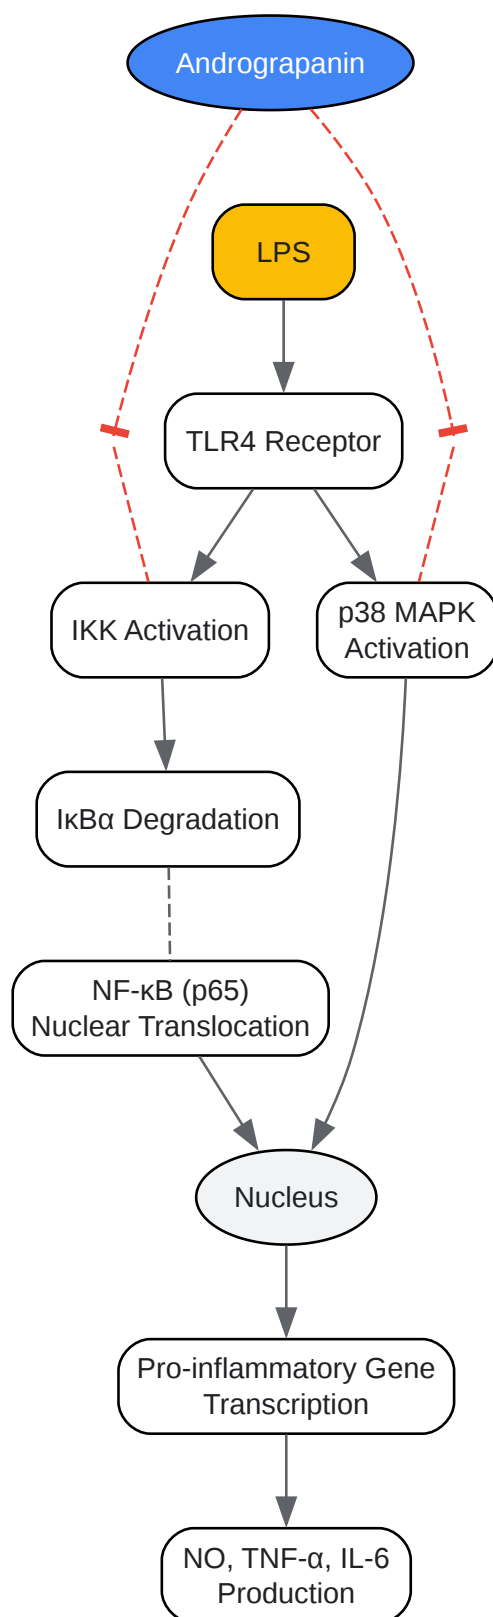 Andrograpanin
LPS
TLR4 Receptor
IKK Activation
p38 MAPK
Activation
IκBα Degradation
NF-κB (p65)
Nuclear Translocation
Nucleus
Pro-inflammatory Gene
Transcription
NO, TNF-α, IL-6
Production